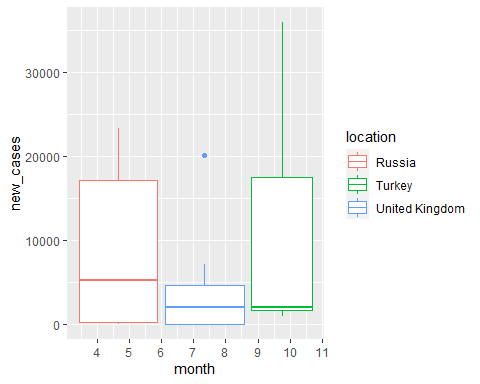 new_cases
30000
20000
10000
0
4 5 6 7 8 9 10 11
month
location
Russia
Turkey
United Kingdom